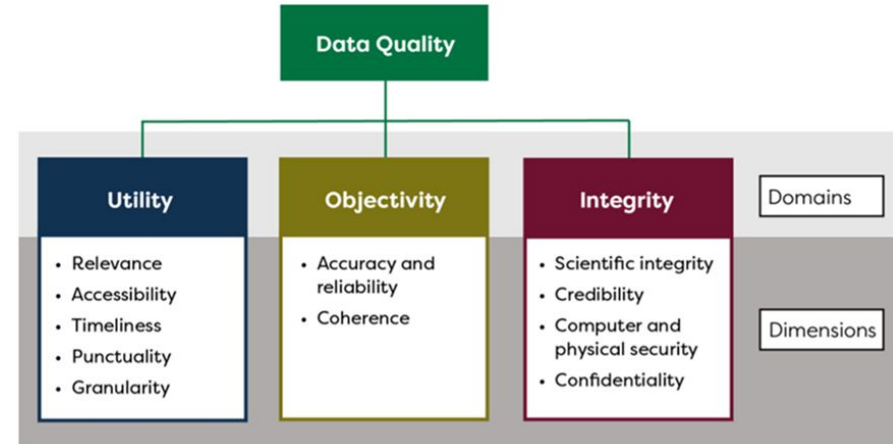 Data Quality
Utility
Objectivity
Integrity
Domains
• Relevance
• Accessibility
• Timeliness
• Punctuality
• Granularity
• Accuracy and
reliability
• Coherence
• Scientific integrity
• Credibility
• Computer and
physical security
• Confidentiality
Dimensions